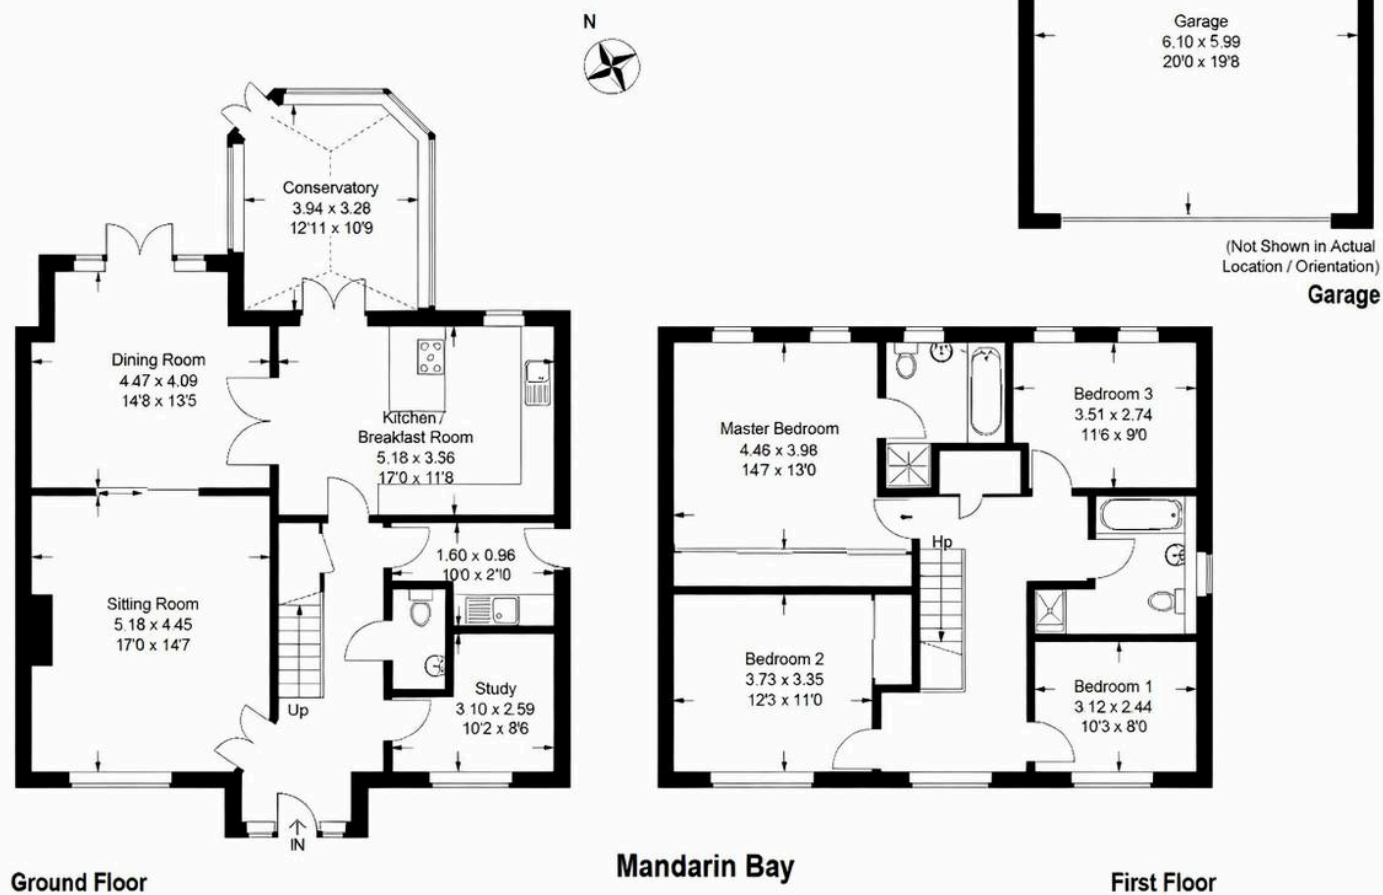 N
Garage
6.10 x 5.99
20'0 x 19'8
(Not Shown in Actual
Location / Orientation)
Garage
Conservatory
3.94 x 3.28
12'11 x 10'9
Dining Room
4.47 x 4.09
14'8 x 13'5
Kitchen /
Breakfast Room
5.18 x 3.56
17'0 x 11'8
1.60 x 0.96
10'0 x 2'10
Sitting Room
5.18 x 4.45
17'0 x 14'7
Up
Study
3.10 x 2.59
10'2 x 8'6
IN
Ground Floor
Master Bedroom
4.46 x 3.98
14'7 x 13'0
Bedroom 3
3.51 x 2.74
11'6 x 9'0
Hp
Bedroom 2
3.73 x 3.35
12'3 x 11'0
Bedroom 1
3.12 x 2.44
10'3 x 8'0
Mandarin Bay
First Floor